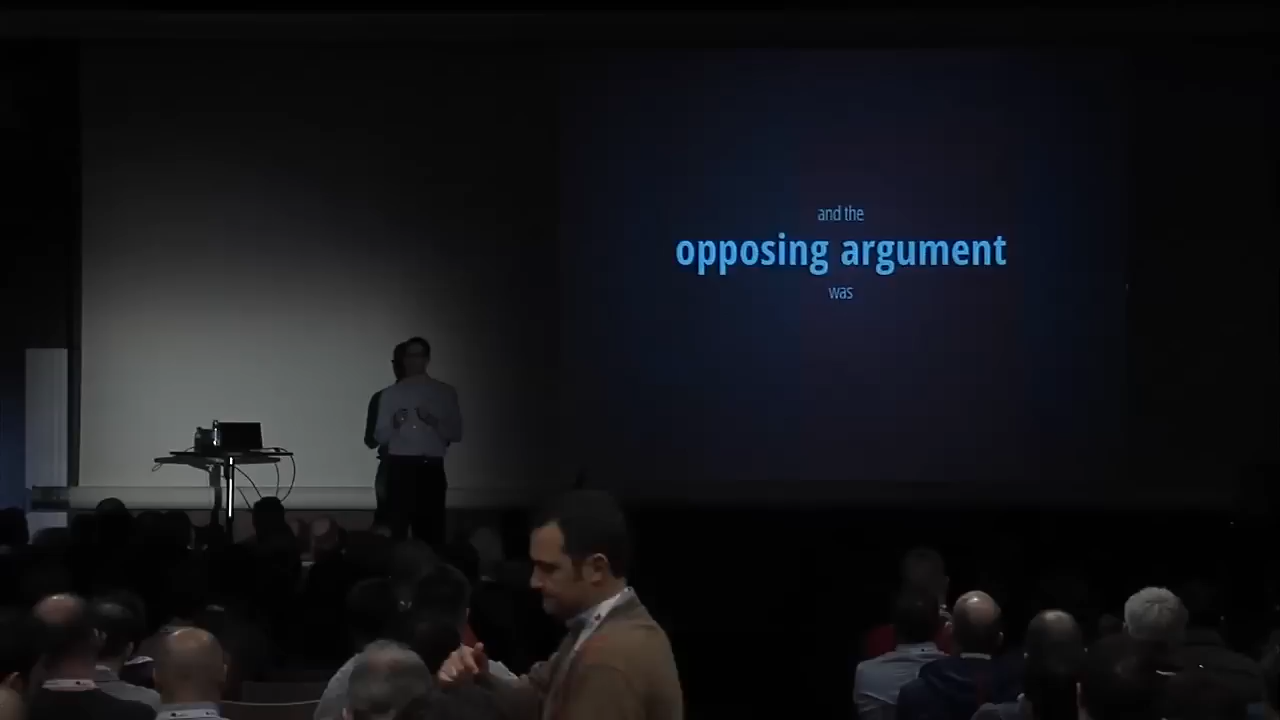 and the
opposing argument
was